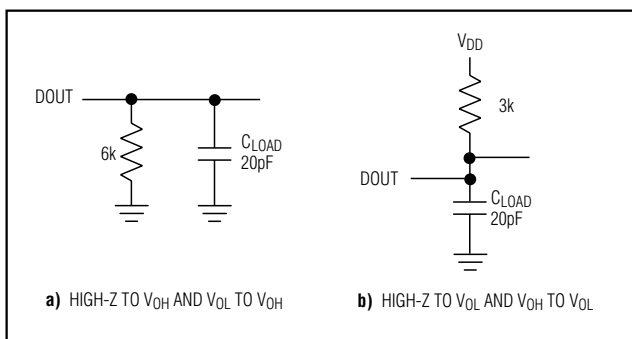 DOUT
6k
CLOAD
20pF
a) HIGH-Z TO VOH AND VOL TO VOH
VDD
3k
DOUT
CLOAD
20pF
b) HIGH-Z TO VOL AND VOH TO VOL